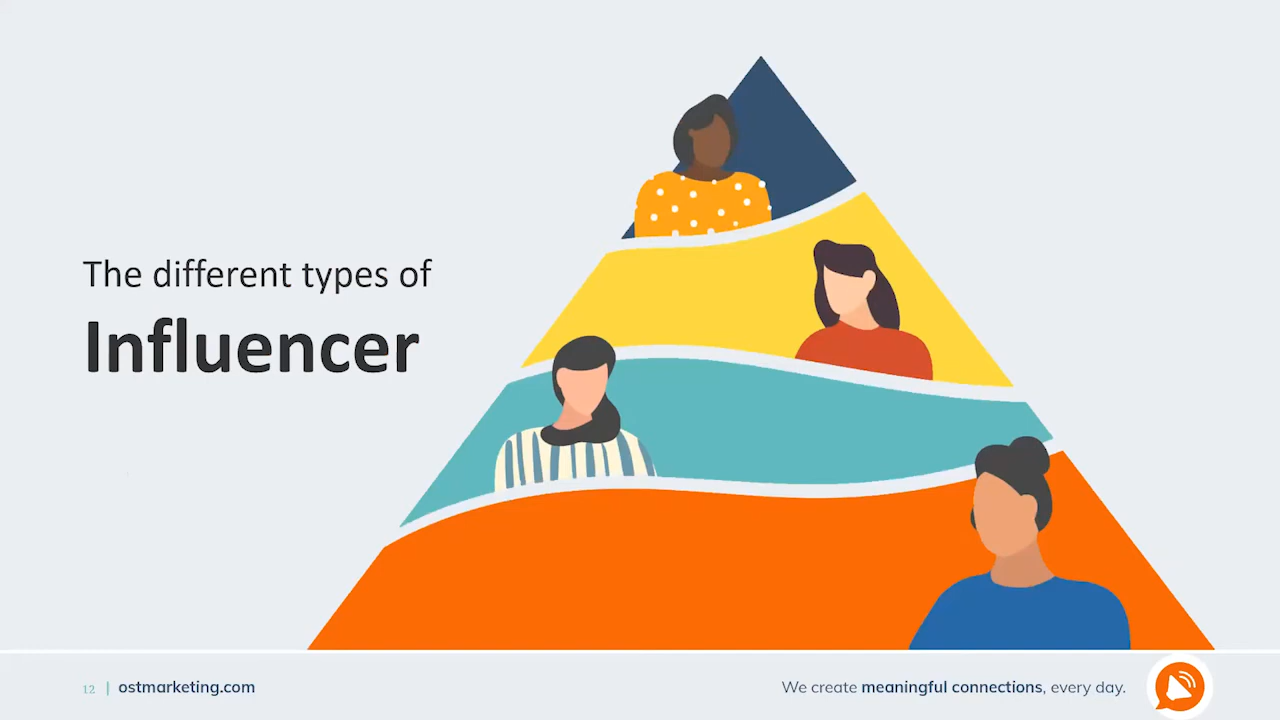 The different types of
Influencer
12 | ostmarketing.com
We create meaningful connections, every day.